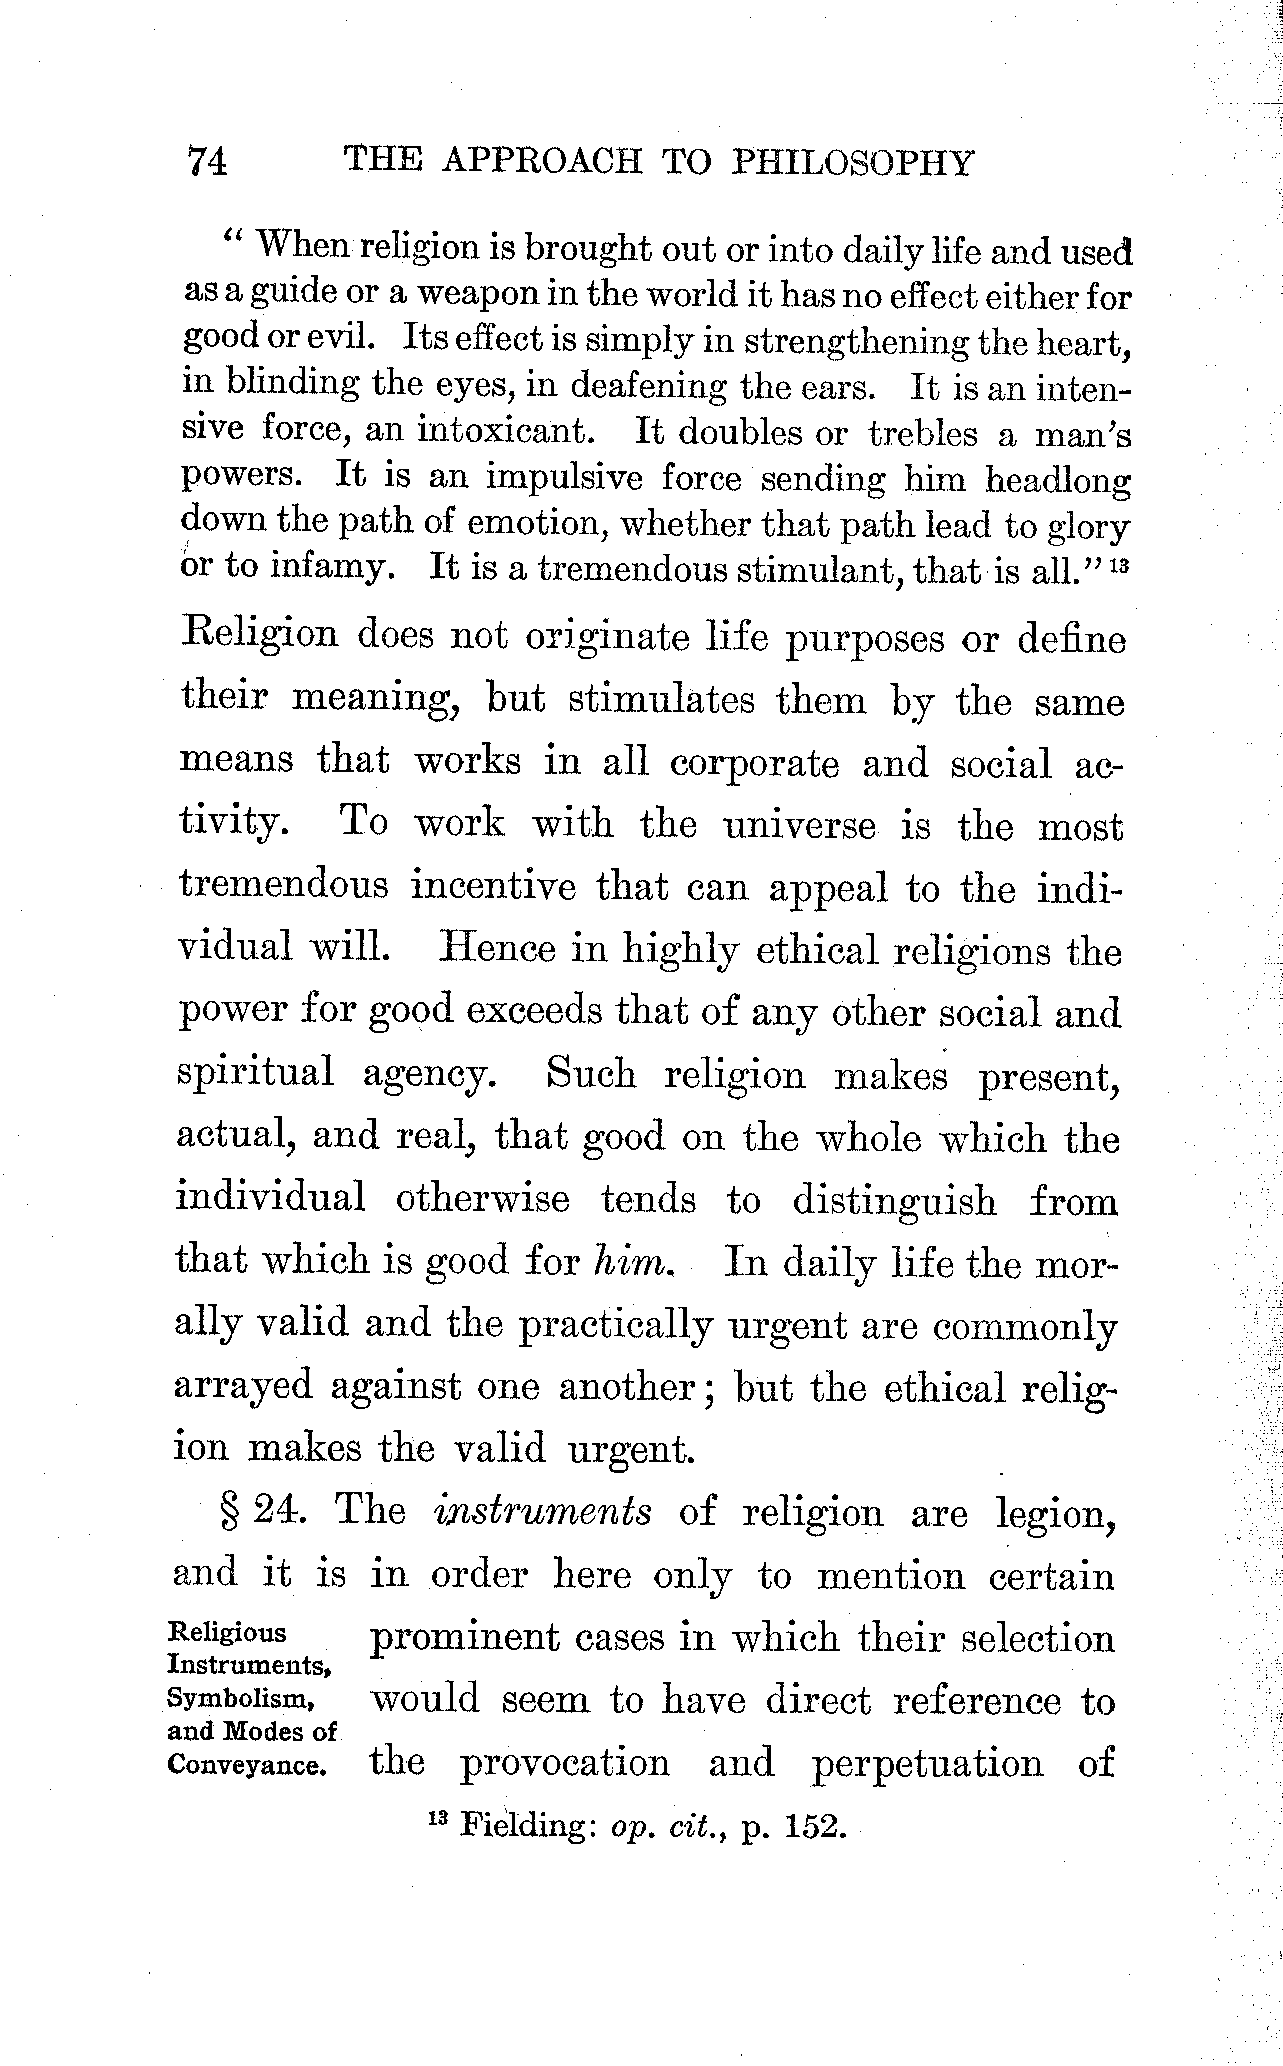 74 THE APPROACH TO PHILOSOPHY
“ When religion is brought out or into daily life and used
as a guide or a weapon in the world it has no effect either for
good or evil. Its effect is simply in strengthening the heart,
in blinding the eyes, in deafening the ears. It is an inten-
sive force, an intoxicant. It doubles or trebles a man's
powers. It is an impulsive force sending him headlong
down the path of emotion, whether that path lead to glory
or to infamy. It is a tremendous stimulant, that is all.” 13
Religion does not originate life purposes or define
their meaning, but stimulates them by the same
means that works in all corporate and social ac-
tivity. To work with the universe is the most
tremendous incentive that can appeal to the indi-
vidual will. Hence in highly ethical religions the
power for good exceeds that of any other social and
spiritual agency. Such religion makes present,
actual, and real, that good on the whole which the
individual otherwise tends to distinguish from
that which is good for him. In daily life the mor-
ally valid and the practically urgent are commonly
arrayed against one another; but the ethical relig-
ion makes the valid urgent.
§ 24. The instruments of religion are legion,
and it is in order here only to mention certain
Religious
Instruments,
Symbolism,
and Modes of
Conveyance.
prominent cases in which their selection
would seem to have direct reference to
the provocation and perpetuation of
13 Fielding: op. cit., p. 152.